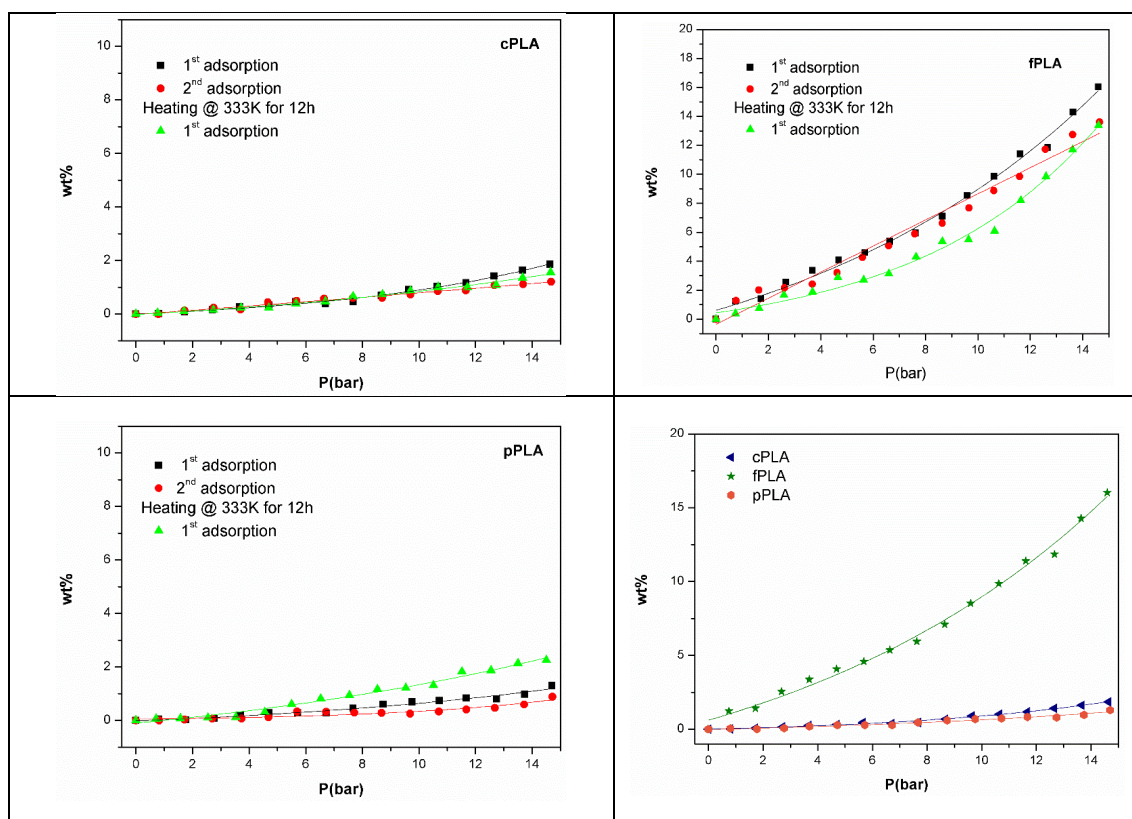 cPLA
1st adsorption
2nd adsorption
Heating @ 333K for 12h
1st adsorption
wt%
10
8
6
4
2
0
0 2 4 6 8 10 12 14
P(bar)
fPLA
1st adsorption
2nd adsorption
Heating @ 333K for 12h
1st adsorption
wt%
20
18
16
14
12
10
8
6
4
2
0
0 2 4 6 8 10 12 14
P(bar)
pPLA
1st adsorption
2nd adsorption
Heating @ 333K for 12h
1st adsorption
wt%
10
8
6
4
2
0
0 2 4 6 8 10 12 14
P(bar)
cPLA
fPLA
pPLA
wt%
20
15
10
5
0
0 2 4 6 8 10 12 14
P(bar)